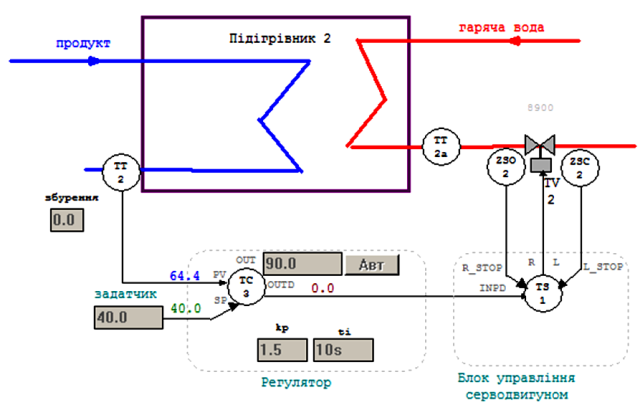 продукт
Підігрівник 2
гаряча вода
8900
TT
2
TT
2a
ZSO
2
ZSC
2
TV
2
збурення
0.0
R_STOP
R
L
L_STOP
INPD
TS
1
OUT
90.0
Авт
64.4
PV
TC
3
OUTD
0.0
задатчик
40.0
40.0
SP
kp
ti
1.5
10s
Регулятор
Блок управління
серводвигуном